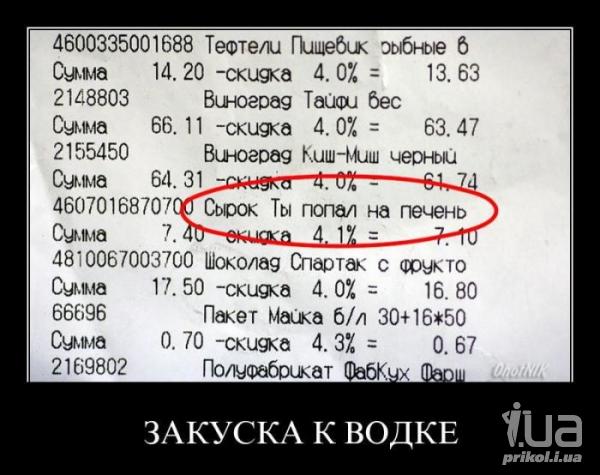 4600335001688 Тефтели Пищевик рыбные в
Сумма 14.20 -скидка 4.0% = 13.63
2148803 Виноград Тайфи вес
Сумма 66.11 -скидка 4.0% = 63.47
2155450 Виноград Киш-Миш черный
Сумма 64.31 -скидка 4.0% = 61.74
4607016870700 Сырок Ты попал на печень
Сумма 7.40 -скидка 4.1% = 7.10
4810067003700 Шоколад Спартак с фрукто
Сумма 17.50 -скидка 4.0% = 16.80
66696 Пакет Майка б/л 30+16*50
Сумма 0.70 -скидка 4.3% = 0.67
2169802 Полуфабрикат ФабКух Фарш
OhotNIK
ЗАКУСКА К ВОДКЕ
i.ua
prikol.i.ua